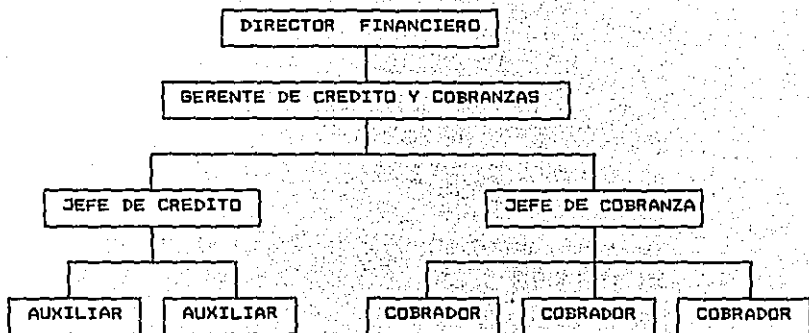 DIRECTOR FINANCIERO
GERENTE DE CREDITO Y COBRANZAS
JEFE DE CREDITO
JEFE DE COBRANZA
AUXILIAR
AUXILIAR
COBRADOR
COBRADOR
COBRADOR